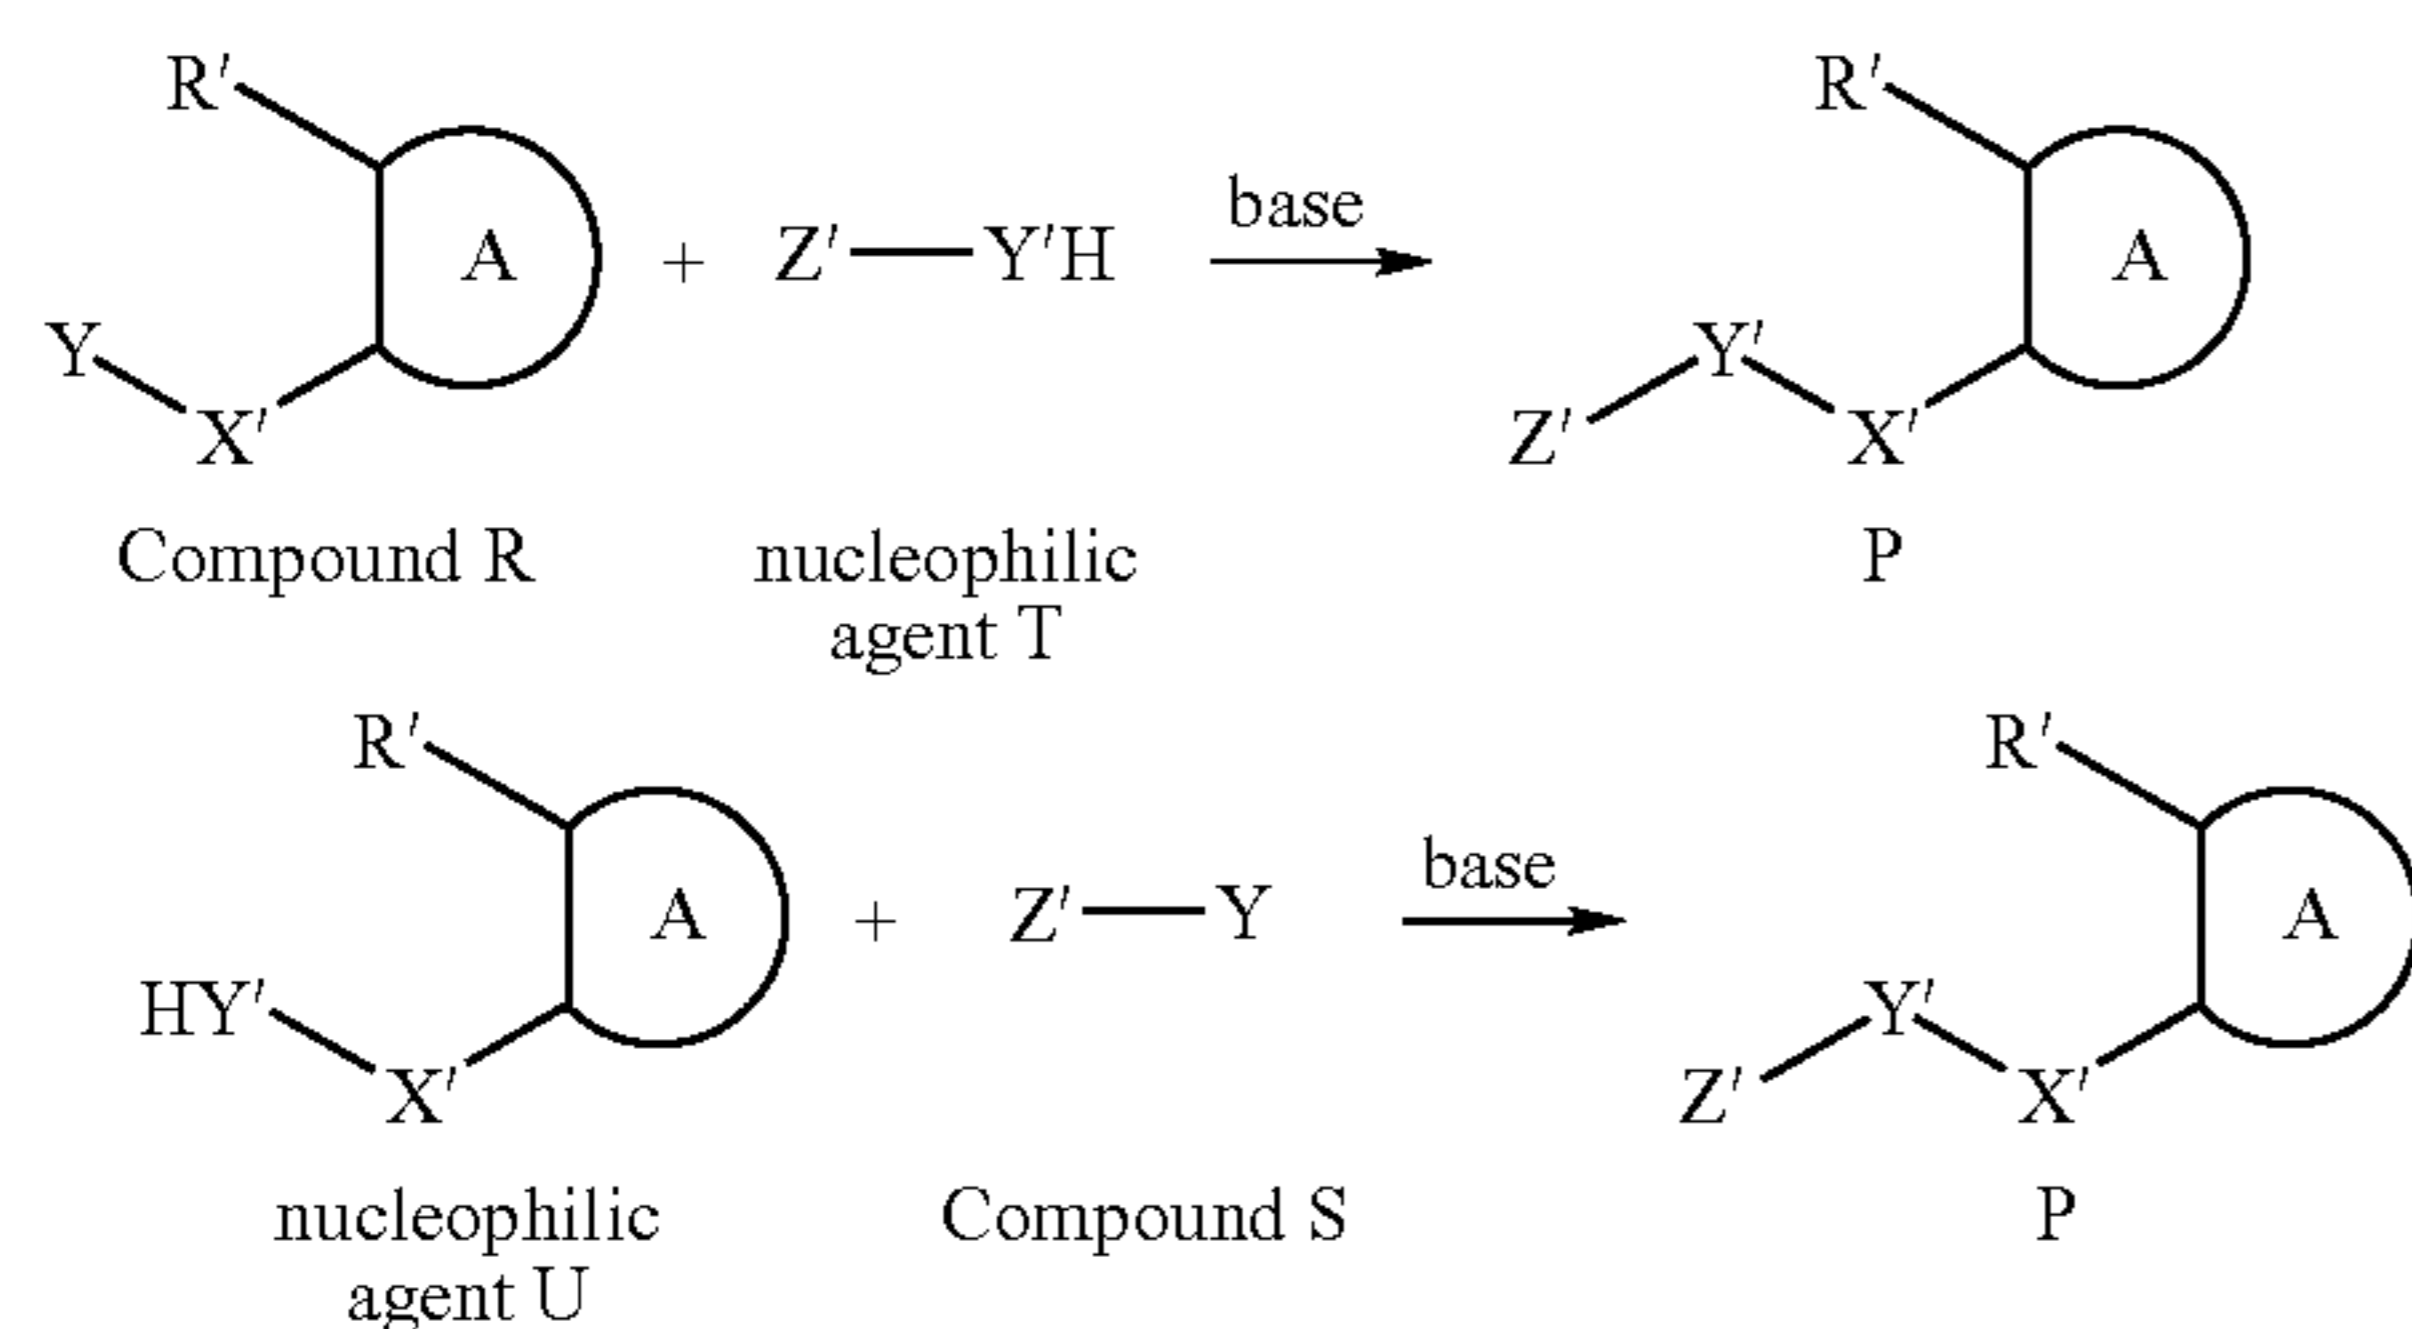 R′
A
+
Z′—Y′H
base
R′
A
Y
X′
Y′
Z′
X′
Compound R
nucleophilic
agent T
P
R′
A
+
Z′—Y
base
R′
A
HY′
X′
Y′
Z′
X′
nucleophilic
agent U
Compound S
P